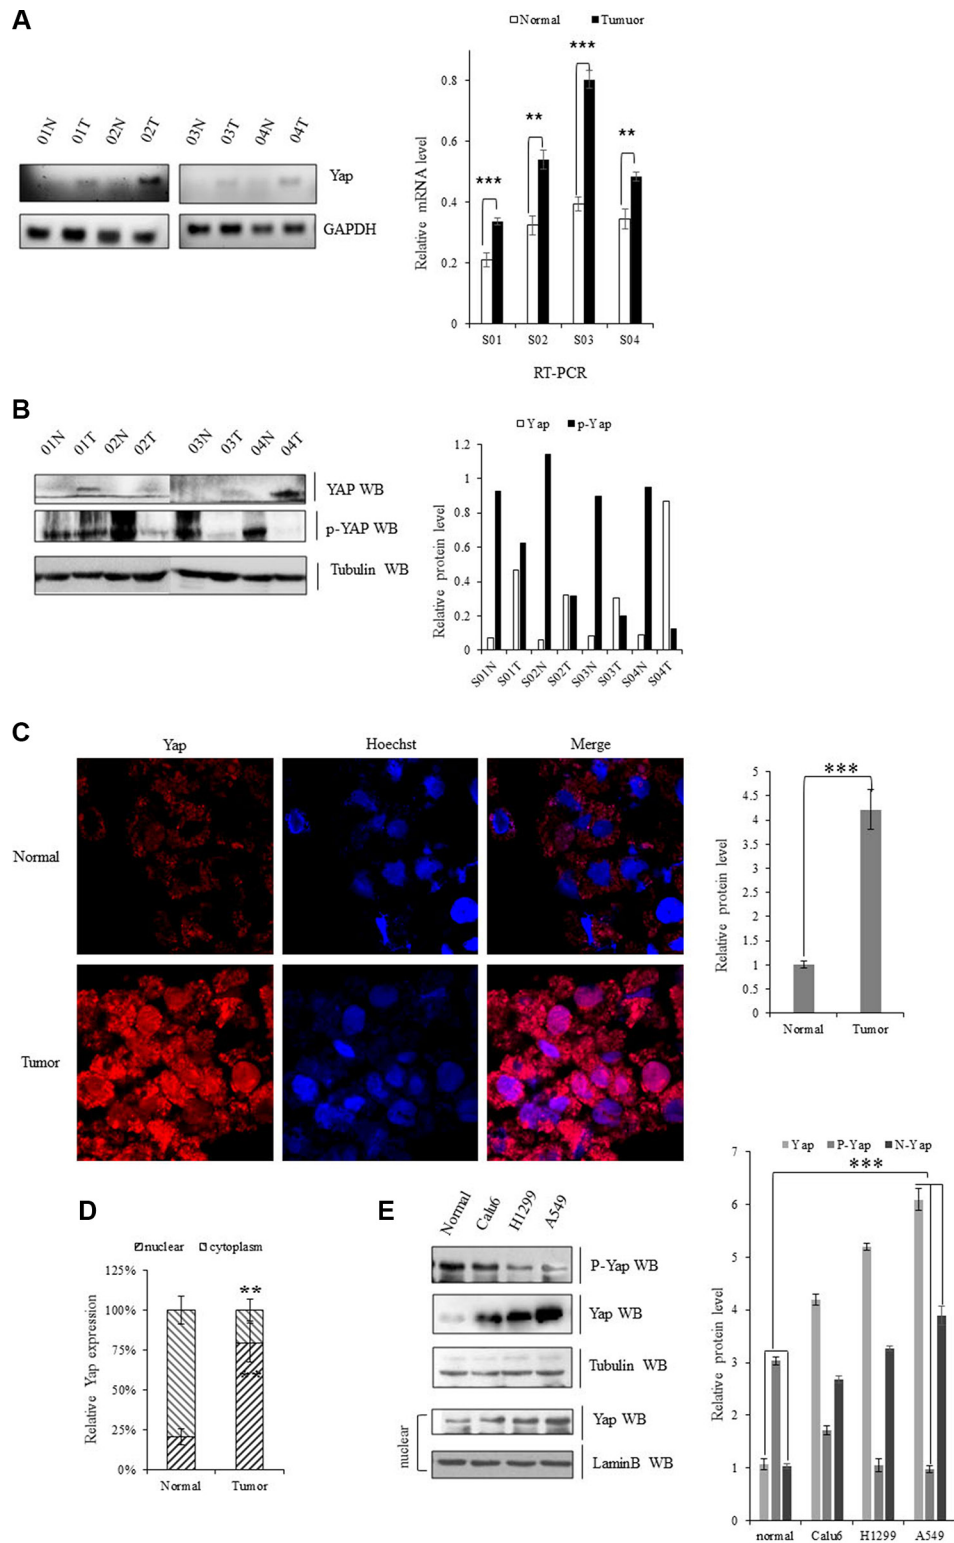 A
01N 01T 02N 02T 03N 03T 04N 04T
Yap
GAPDH
Normal Tumuor
Relative mRNA level
0.8
0.6
0.4
0.2
0
*** ** *** **
S01 S02 S03 S04
RT-PCR
B
01N 01T 02N 02T 03N 03T 04N 04T
YAP WB
p-YAP WB
Tubulin WB
Yap p-Yap
Relative protein level
1.2
1
0.8
0.6
0.4
0.2
0
S01N S01T S02N S02T S03N S03T S04N S04T
C
Yap Hoechst Merge
Normal
Tumor
Relative protein level
5
4.5
4
3.5
3
2.5
2
1.5
1
0.5
0
***
Normal Tumor
D
nuclear cytoplasm
Relative Yap expression
125%
100%
75%
50%
25%
0%
**
**
Normal Tumor
E
Normal Calu6 H1299 A549
P-Yap WB
Yap WB
Tubulin WB
nuclear
Yap WB
LaminB WB
Yap P-Yap N-Yap
***
Relative protein level
7
6
5
4
3
2
1
0
normal Calu6 H1299 A549